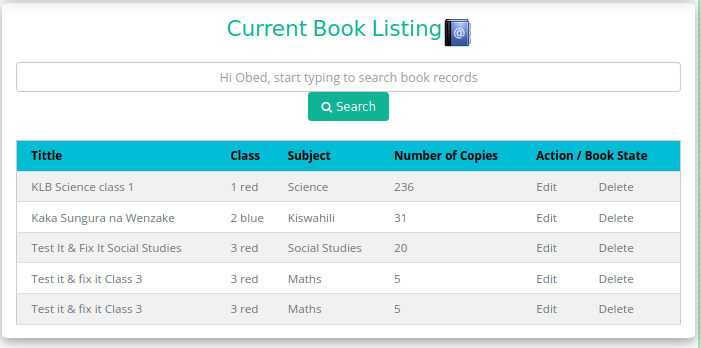 Current Book Listing
Hi Obed, start typing to search book records
Search
Tittle Class Subject Number of Copies Action / Book State
KLB Science class 1 1 red Science 236 Edit Delete
Kaka Sungura na Wenzake 2 blue Kiswahili 31 Edit Delete
Test It & Fix It Social Studies 3 red Social Studies 20 Edit Delete
Test it & fix it Class 3 3 red Maths 5 Edit Delete
Test it & fix it Class 3 3 red Maths 5 Edit Delete